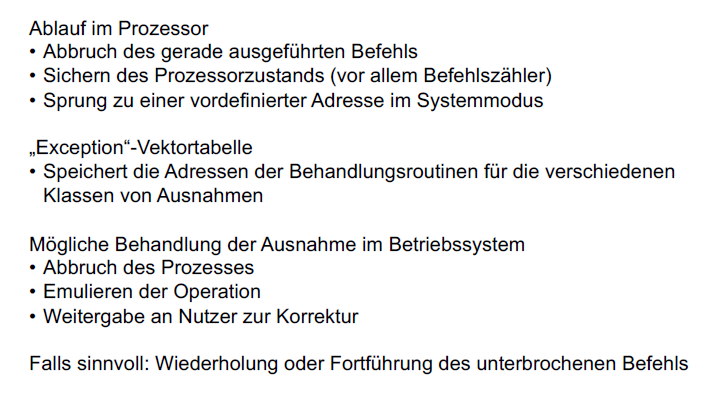 Ablauf im Prozessor
• Abbruch des gerade ausgeführten Befehls
• Sichern des Prozessorzustands (vor allem Befehlszähler)
• Sprung zu einer vordefinierter Adresse im Systemmodus
„Exception“-Vektortabelle
• Speichert die Adressen der Behandlungsroutinen für die verschiedenen
Klassen von Ausnahmen
Mögliche Behandlung der Ausnahme im Betriebssystem
• Abbruch des Prozesses
• Emulieren der Operation
• Weitergabe an Nutzer zur Korrektur
Falls sinnvoll: Wiederholung oder Fortführung des unterbrochenen Befehls